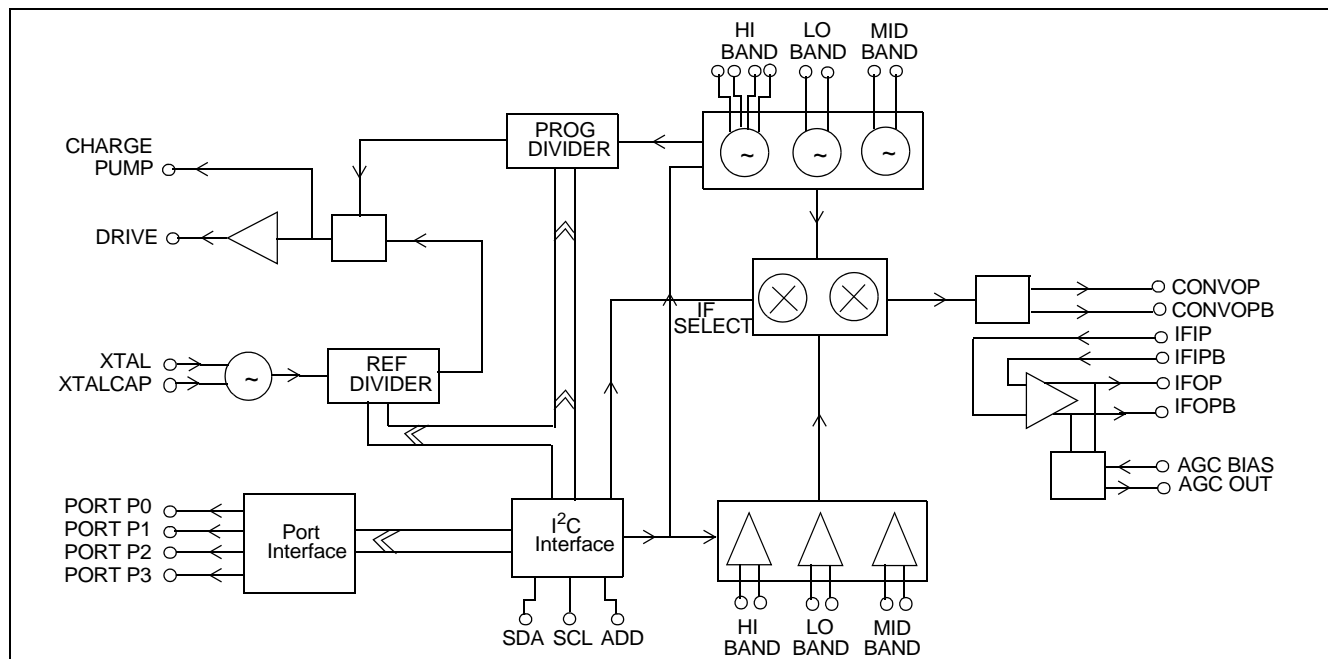 HI
BAND
LO
BAND
MID
BAND
CHARGE
PUMP
PROG
DIVIDER
~
~
~
DRIVE
IF
SELECT
CONVOP
CONVOPB
IFIP
IFIPB
IFOP
IFOPB
XTAL
XTALCAP
~
REF
DIVIDER
AGC BIAS
AGC OUT
PORT P0
PORT P1
PORT P2
PORT P3
Port
Interface
I²C
Interface
SDA
SCL
ADD
HI
BAND
LO
BAND
MID
BAND